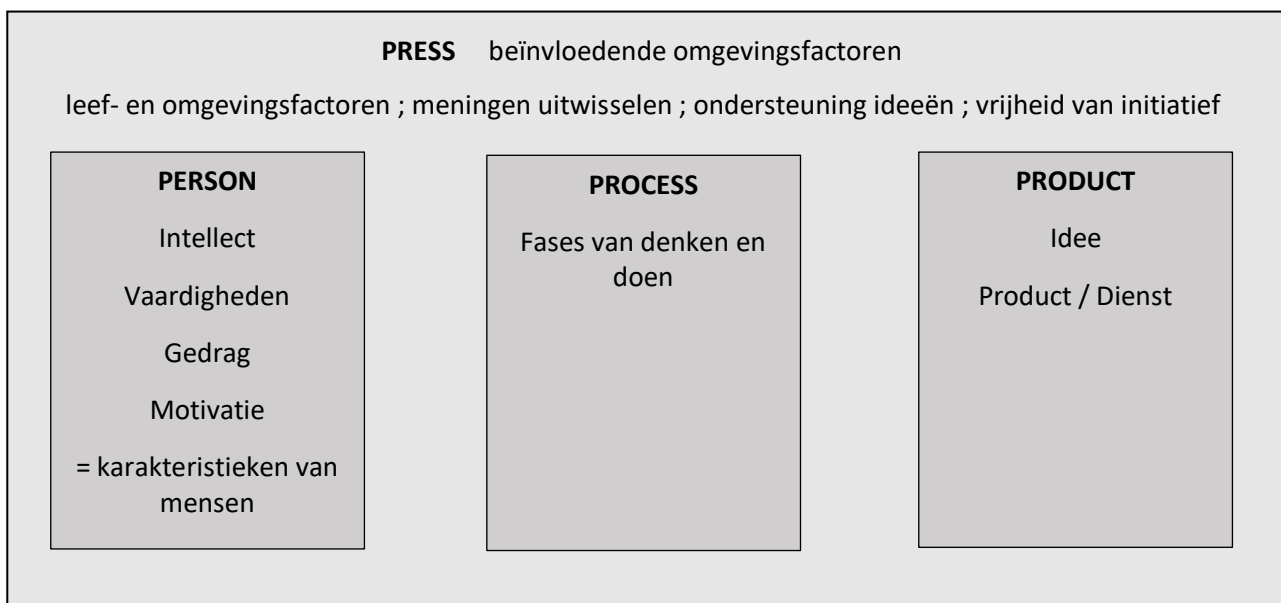 PRESS beïnvloedende omgevingsfactoren
leef- en omgevingsfactoren ; meningen uitwisselen ; ondersteuning ideeën ; vrijheid van initiatief
PERSON
Intellect
Vaardigheden
Gedrag
Motivatie
= karakteristieken van
mensen
PROCESS
Fases van denken en
doen
PRODUCT
Idee
Product / Dienst